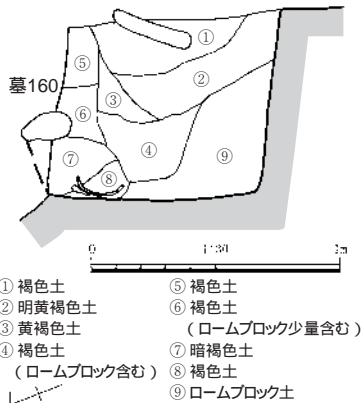 ①
②
③
④
⑤
⑥
⑦
⑧
⑨
墓160
0 1:30 1m
① 褐色土
② 明黄褐色土
③ 黄褐色土
④ 褐色土
（ロームブロック含む）
⑤ 褐色土
⑥ 褐色土
（ロームブロック少量含む）
⑦ 暗褐色土
⑧ 褐色土
⑨ ロームブロック土